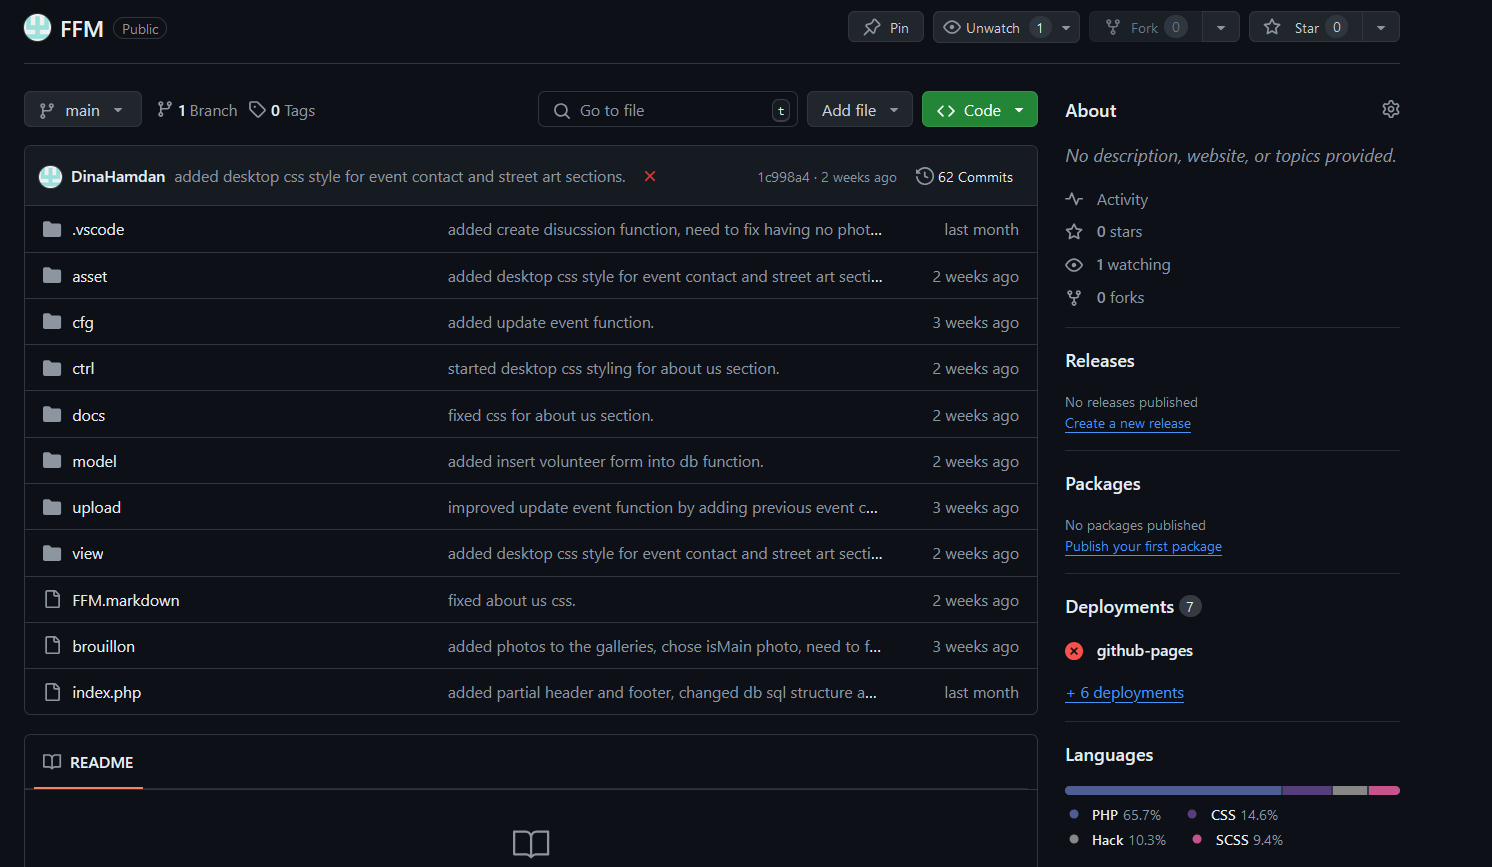 FFM Public
Pin
Unwatch 1
Fork 0
Star 0
main
1 Branch
0 Tags
Go to file t
Add file
<> Code
DinaHamdan added desktop css style for event contact and street art sections.
1c998a4 · 2 weeks ago
62 Commits
.vscode added create disucssion function, need to fix having no phot... last month
asset added desktop css style for event contact and street art secti... 2 weeks ago
cfg added update event function. 3 weeks ago
ctrl started desktop css styling for about us section. 2 weeks ago
docs fixed css for about us section. 2 weeks ago
model added insert volunteer form into db function. 2 weeks ago
upload improved update event function by adding previous event c... 3 weeks ago
view added desktop css style for event contact and street art secti... 2 weeks ago
FFM.markdown fixed about us css. 2 weeks ago
brouillon added photos to the galleries, chose isMain photo, need to f... 3 weeks ago
index.php added partial header and footer, changed db sql structure a... last month
README
About
No description, website, or topics provided.
Activity
0 stars
1 watching
0 forks
Releases
No releases published
Create a new release
Packages
No packages published
Publish your first package
Deployments 7
github-pages
+ 6 deployments
Languages
PHP 65.7% CSS 14.6%
Hack 10.3% SCSS 9.4%